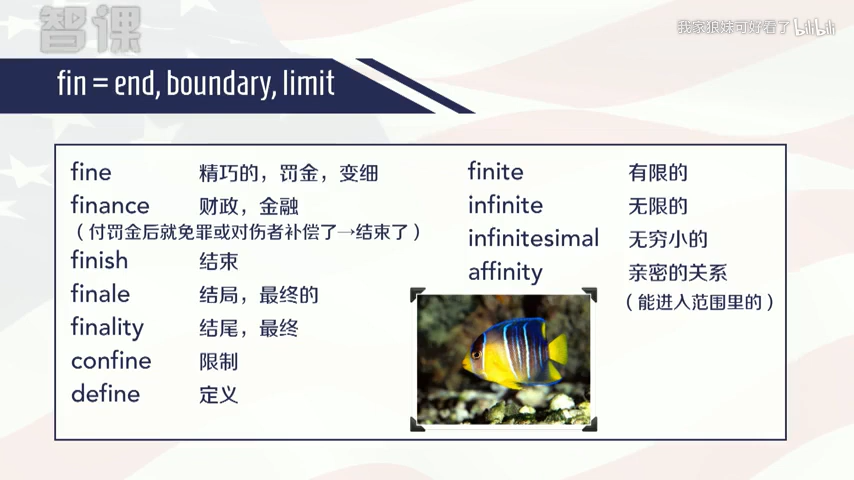 智课
我家狼妹可好看了 bilibili
fin = end, boundary, limit
fine 精巧的，罚金，变细
finance 财政，金融
（付罚金后就免罪或对伤者补偿了→结束了）
finish 结束
finale 结局，最终的
finality 结尾，最终
confine 限制
define 定义
finite 有限的
infinite 无限的
infinitesimal 无穷小的
affinity 亲密的关系
（能进入范围里的）